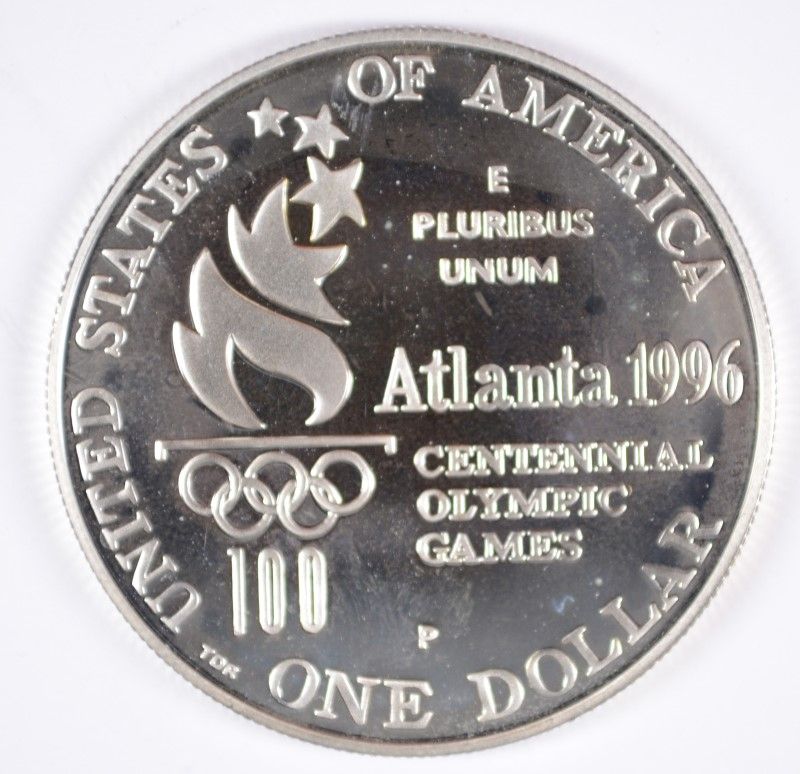 UNITED STATES OF AMERICA
E
PLURIBUS
UNUM
Atlanta 1996
CENTENNIAL
OLYMPIC
GAMES
100
P
TDR
ONE DOLLAR